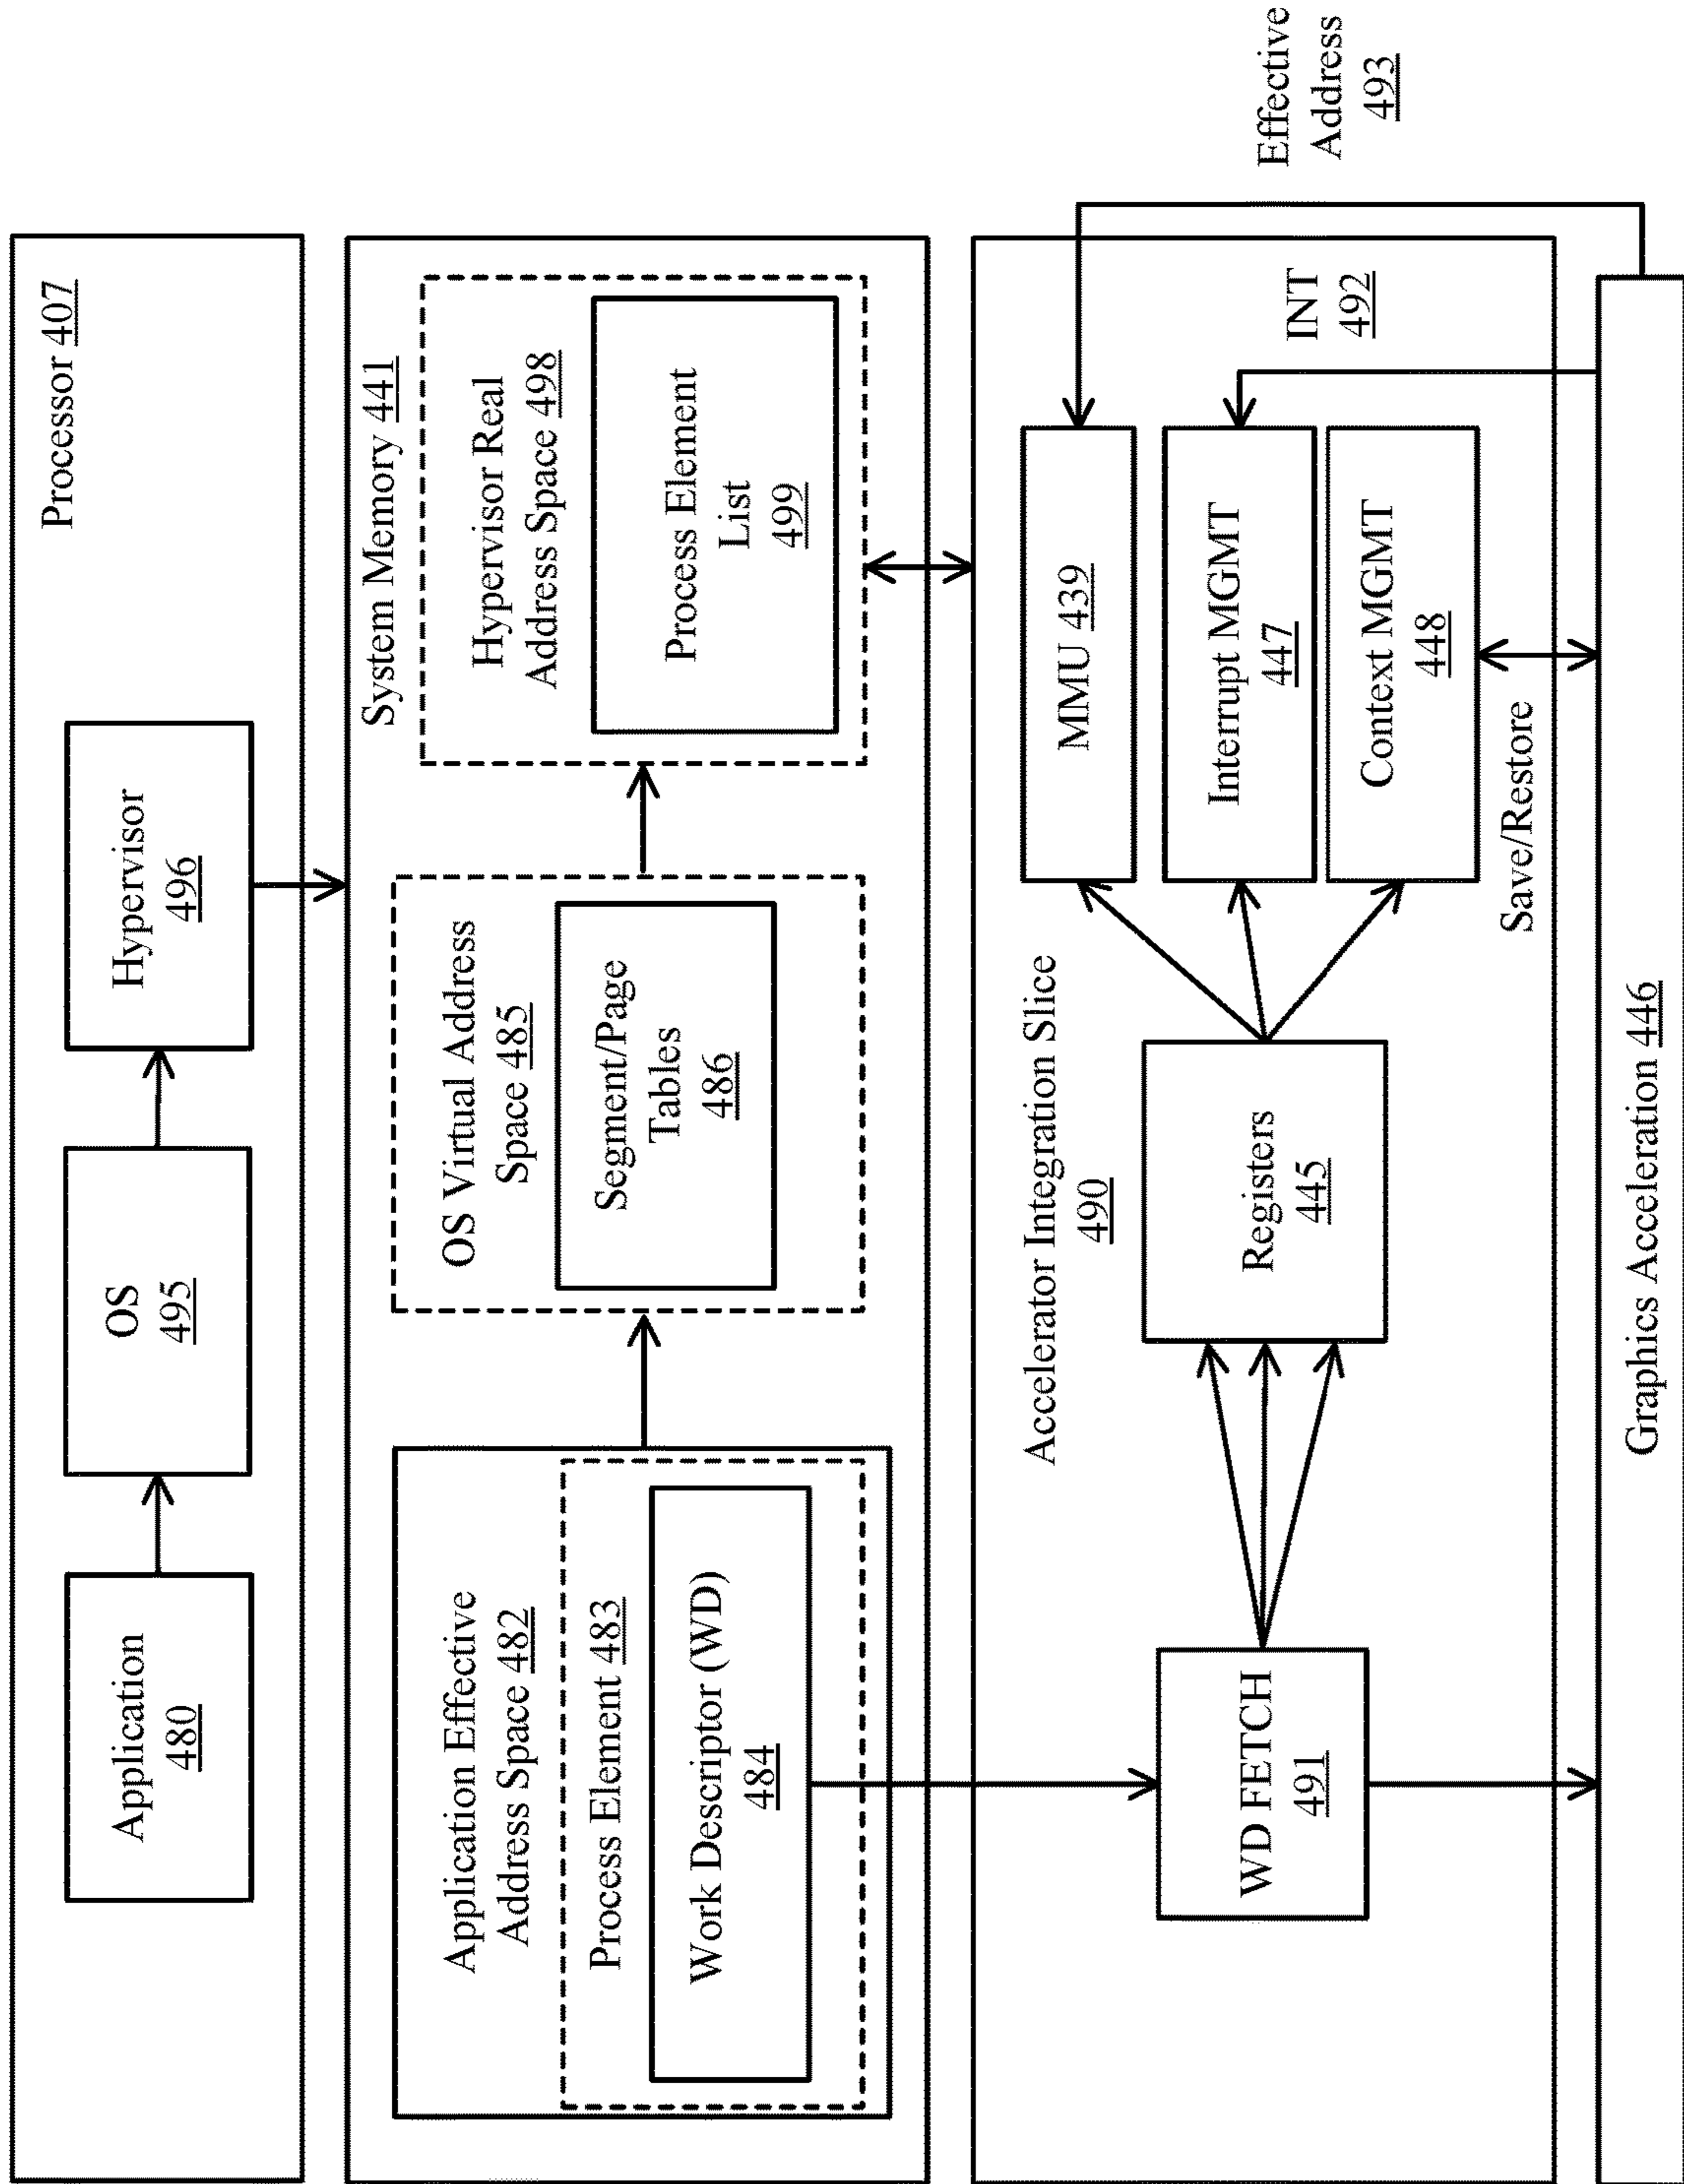 Processor 407
Application
480
OS
495
Hypervisor
496
System Memory 441
Application Effective
Address Space 482
Process Element 483
Work Descriptor (WD)
484
OS Virtual Address
Space 485
Segment/Page
Tables
486
Hypervisor Real
Address Space 498
Process Element
List
499
Accelerator Integration Slice
490
WD FETCH
491
Registers
445
MMU 439
Interrupt MGMT
447
Context MGMT
448
Save/Restore
INT
492
Effective
Address
493
Graphics Acceleration 446